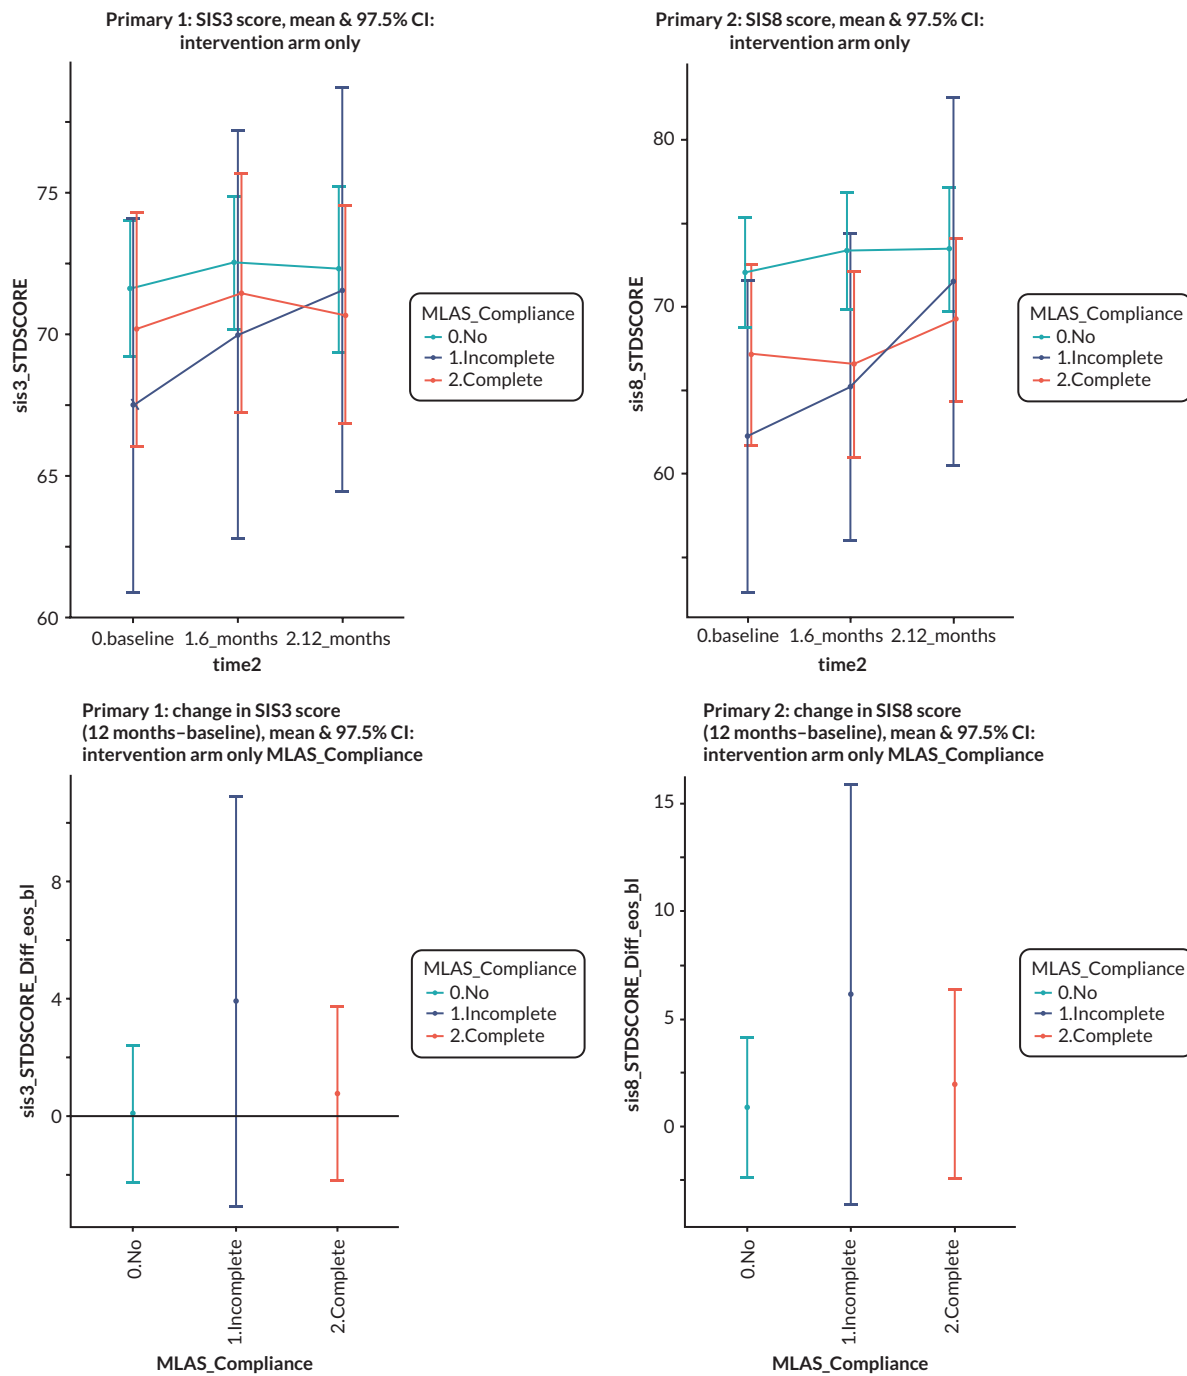 Primary 1: SIS3 score, mean & 97.5% CI:
intervention arm only
sis3_STDSCORE
75
70
65
60
0.baseline 1.6_months 2.12_months
time2
MLAS_Compliance
0.No
1.Incomplete
2.Complete
Primary 2: SIS8 score, mean & 97.5% CI:
intervention arm only
sis8_STDSCORE
80
70
60
0.baseline 1.6_months 2.12_months
time2
MLAS_Compliance
0.No
1.Incomplete
2.Complete
Primary 1: change in SIS3 score
(12 months–baseline), mean & 97.5% CI:
intervention arm only MLAS_Compliance
sis3_STDSCORE_Diff_eos_bl
8
4
0
0.No
1.Incomplete
2.Complete
MLAS_Compliance
MLAS_Compliance
0.No
1.Incomplete
2.Complete
Primary 2: change in SIS8 score
(12 months–baseline), mean & 97.5% CI:
intervention arm only MLAS_Compliance
sis8_STDSCORE_Diff_eos_bl
15
10
5
0
0.No
1.Incomplete
2.Complete
MLAS_Compliance
MLAS_Compliance
0.No
1.Incomplete
2.Complete